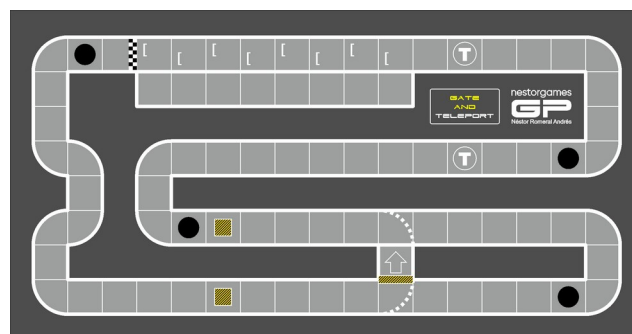 T
GATE
AND
TELEPORT
nestorgames
GP
Néstor Romeral Andrés
T